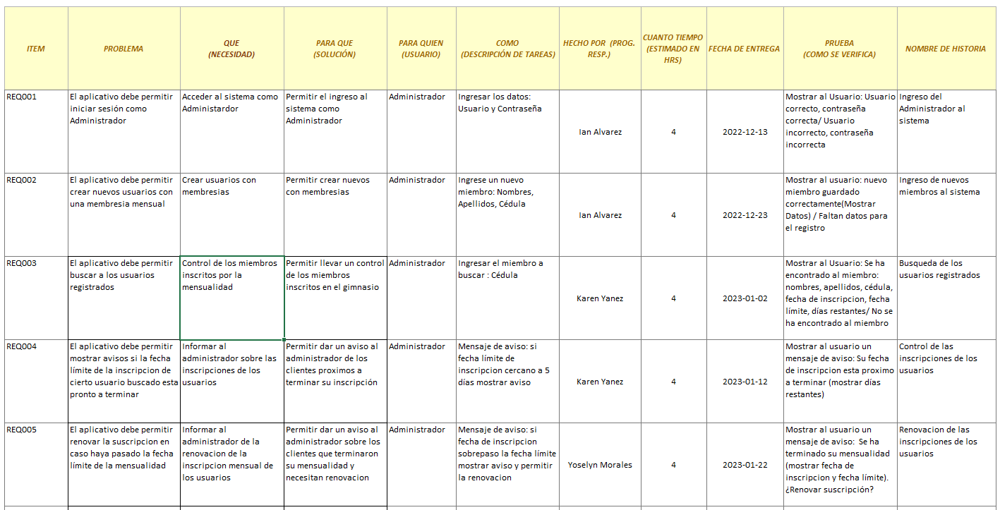 ITEM
PROBLEMA
QUE
(NECESIDAD)
PARA QUE
(SOLUCIÓN)
PARA QUIEN
(USUARIO)
COMO
(DESCRIPCIÓN DE TAREAS)
HECHO POR (PROG.
RESP.)
CUANTO TIEMPO
(ESTIMADO EN
HRS)
FECHA DE ENTREGA
PRUEBA
(COMO SE VERIFICA)
NOMBRE DE HISTORIA
REQ001
El aplicativo debe permitir
iniciar sesión como
Administrador
Acceder al sistema como
Administardor
Permitir el ingreso al
sistema como
Administrador
Administrador
Ingresar los datos:
Usuario y Contraseña
Ian Alvarez
4
2022-12-13
Mostrar al Usuario: Usuario
correcto, contraseña
correcta/ Usuario
incorrecto, contraseña
incorrecta
Ingreso del
Administrador al
sistema
REQ002
El aplicativo debe permitir
crear nuevos usuarios con
una membresia mensual
Crear usuarios con
membresias
Permitir crear nuevos
con membresias
Administrador
Ingrese un nuevo
miembro: Nombres,
Apellidos, Cédula
Ian Alvarez
4
2022-12-23
Mostrar al usuario: nuevo
miembro guardado
correctamente(Mostrar
Datos) / Faltan datos para
el registro
Ingreso de nuevos
miembros al sistema
REQ003
El aplicativo debe permitir
buscar a los usuarios
registrados
Control de los miembros
inscritos por la
mensualidad
Permitir llevar un control
de los miembros
inscritos en el gimnasio
Administrador
Ingresar el miembro a
buscar : Cédula
Karen Yanez
4
2023-01-02
Mostrar al Usuario: Se ha
encontrado al miembro:
nombres, apellidos, cédula,
fecha de inscripcion, fecha
límite, días restantes/ No se
ha encontrado al miembro
Busqueda de los
usuarios registrados
REQ004
El aplicativo debe permitir
mostrar avisos si la fecha
límite de la inscripcion de
cierto usuario buscado esta
pronto a terminar
Informar al
administrador sobre las
inscripciones de los
usuarios
Permitir dar un aviso al
administrador de los
clientes proximos a
terminar su inscripción
Administrador
Mensaje de aviso: si
fecha límite de
inscripcion cercano a 5
días mostrar aviso
Karen Yanez
4
2023-01-12
Mostrar al usuario un
mensaje de aviso: Su fecha
de inscripcion esta proximo
a terminar (mostrar días
restantes)
Control de las
inscripciones de los
usuarios
REQ005
El aplicativo debe permitir
renovar la suscripcion en
caso haya pasado la fecha
límite de la mensualidad
Informar al
administrador de la
renovacion de la
inscripcion mensual de
los usuarios
Permitir dar un aviso al
administrador sobre los
clientes que terminaron
su mensualidad y
necesitan renovacion
Administrador
Mensaje de aviso: si
fecha de inscripcion
sobrepaso la fecha límite
mostrar aviso y permitir
la renovacion
Yoselyn Morales
4
2023-01-22
Mostrar al usuario un
mensaje de aviso:  Se ha
terminado su mensualidad
(mostrar fecha de
inscripcion y fecha límite).
¿Renovar suscripción?
Renovacion de las
inscripciones de los
usuarios